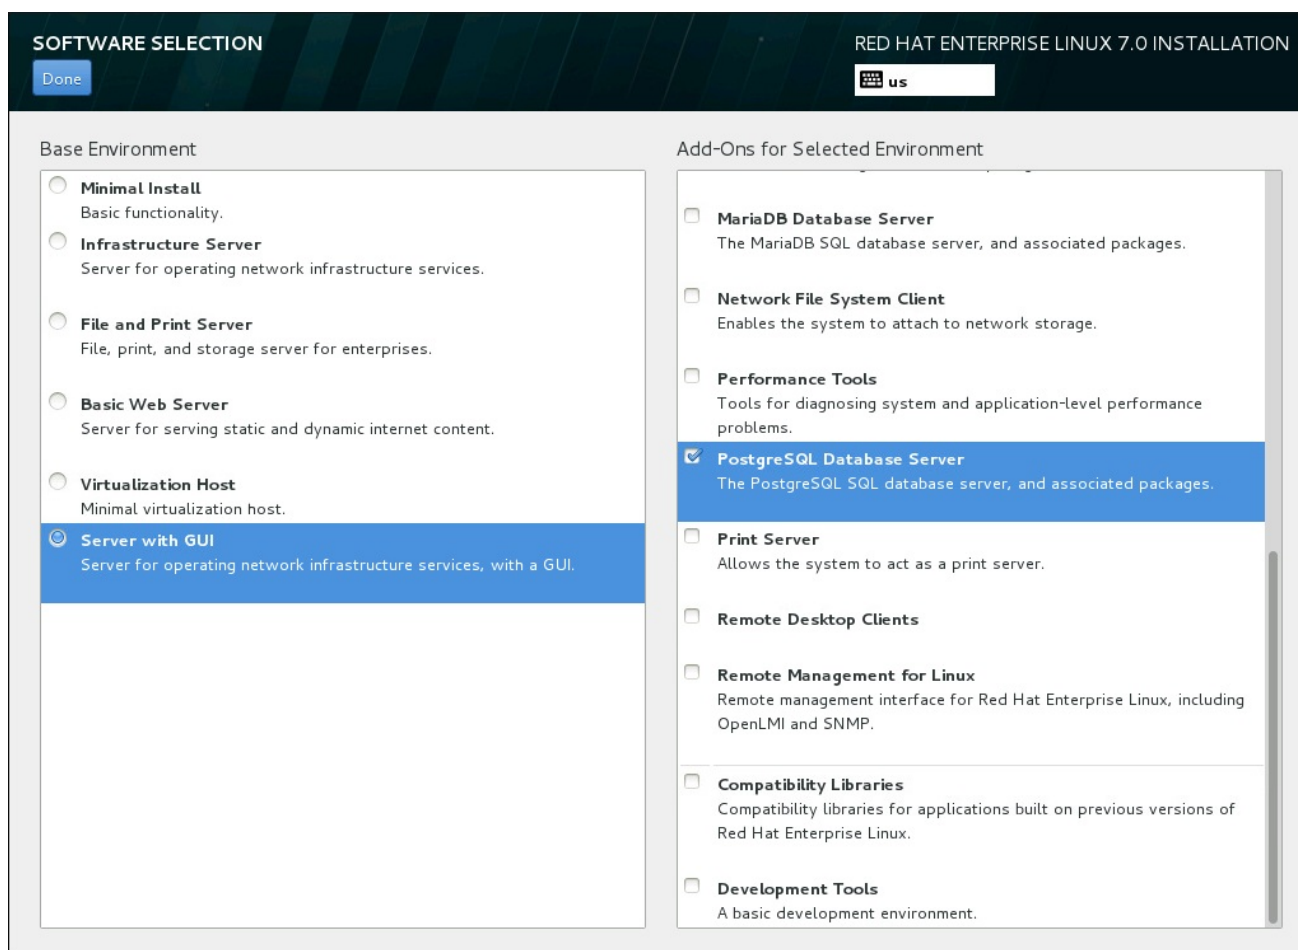 SOFTWARE SELECTION
Done
RED HAT ENTERPRISE LINUX 7.0 INSTALLATION
us
Base Environment
Minimal Install
Basic functionality.
Infrastructure Server
Server for operating network infrastructure services.
File and Print Server
File, print, and storage server for enterprises.
Basic Web Server
Server for serving static and dynamic internet content.
Virtualization Host
Minimal virtualization host.
Server with GUI
Server for operating network infrastructure services, with a GUI.
Add-Ons for Selected Environment
MariaDB Database Server
The MariaDB SQL database server, and associated packages.
Network File System Client
Enables the system to attach to network storage.
Performance Tools
Tools for diagnosing system and application-level performance
problems.
PostgreSQL Database Server
The PostgreSQL SQL database server, and associated packages.
Print Server
Allows the system to act as a print server.
Remote Desktop Clients
Remote Management for Linux
Remote management interface for Red Hat Enterprise Linux, including
OpenLMI and SNMP.
Compatibility Libraries
Compatibility libraries for applications built on previous versions of
Red Hat Enterprise Linux.
Development Tools
A basic development environment.